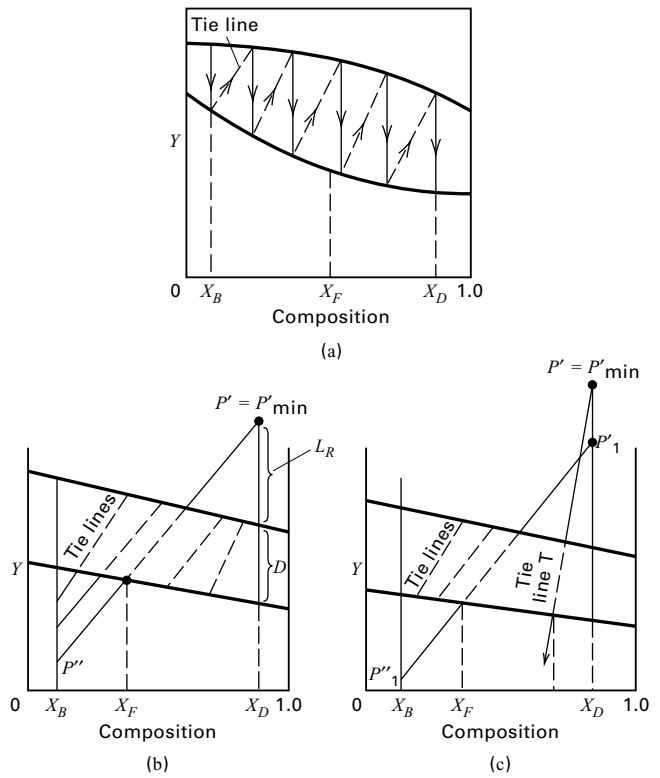 Tie line
Y
0 X_B X_F X_D 1.0
Composition
(a)
P' = P'min
L_R
Tie lines
D
Y
P''
0 X_B X_F X_D 1.0
Composition
(b)
P' = P'min
P'_1
Tie lines
Tie
line T
Y
P''_1
0 X_B X_F X_D 1.0
Composition
(c)